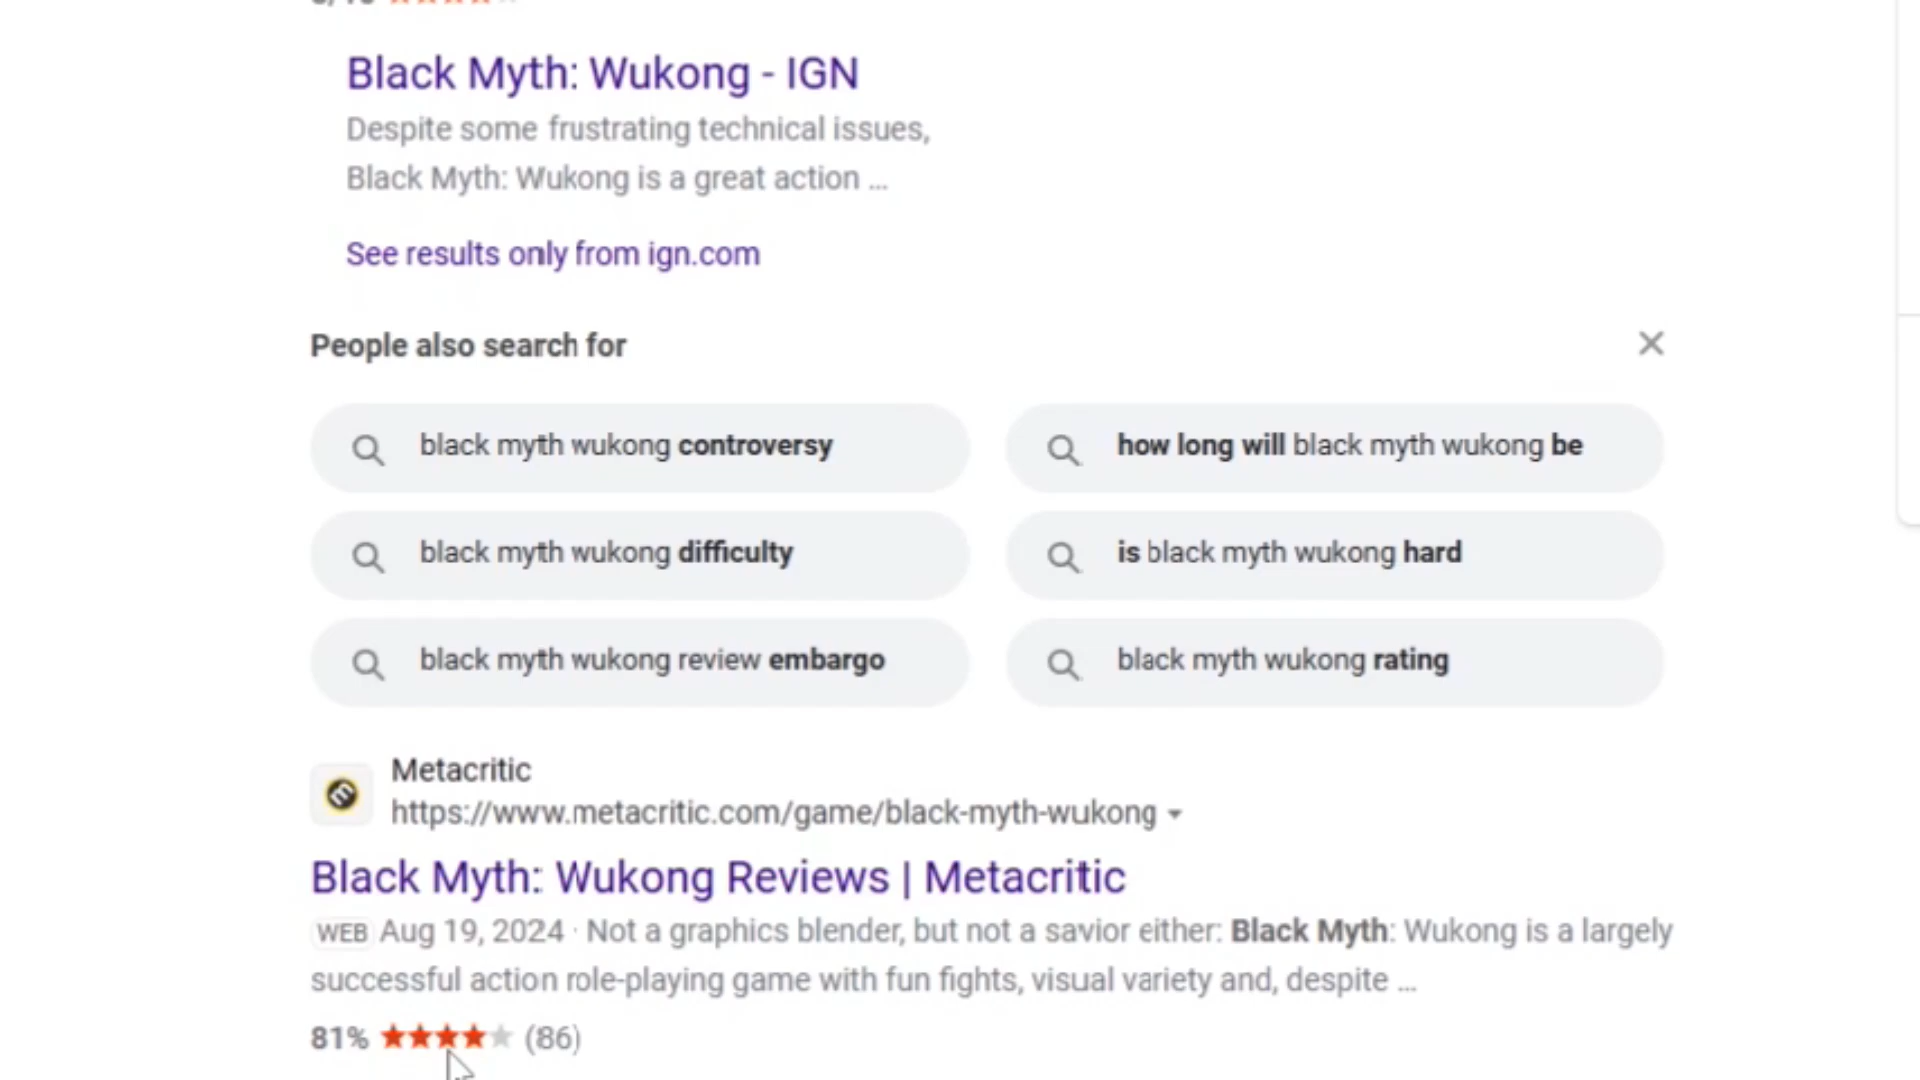 Black Myth: Wukong - IGN
Despite some frustrating technical issues,
Black Myth: Wukong is a great action ...
See results only from ign.com
People also search for
black myth wukong controversy
how long will black myth wukong be
black myth wukong difficulty
is black myth wukong hard
black myth wukong review embargo
black myth wukong rating
Metacritic
https://www.metacritic.com/game/black-myth-wukong
Black Myth: Wukong Reviews | Metacritic
WEB Aug 19, 2024 · Not a graphics blender, but not a savior either: Black Myth: Wukong is a largely
successful action role-playing game with fun fights, visual variety and, despite ...
81% (86)